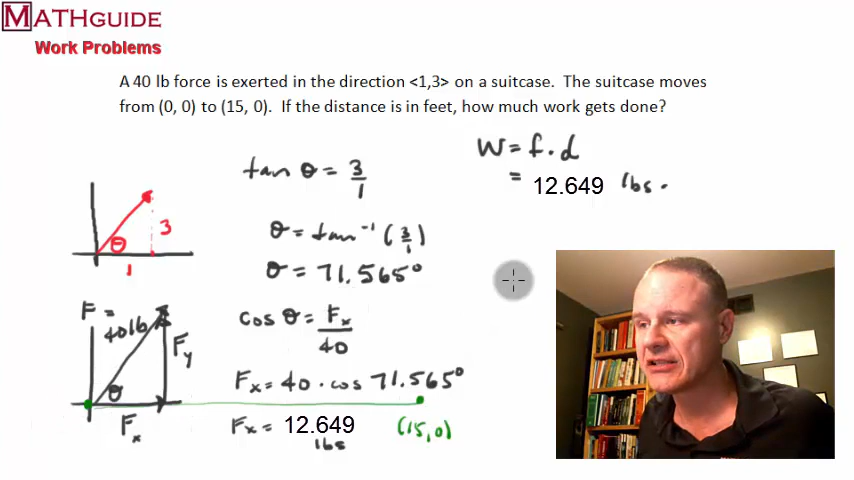 MATHGUIDE
Work Problems
A 40 lb force is exerted in the direction <1,3> on a suitcase. The suitcase moves
from (0, 0) to (15, 0). If the distance is in feet, how much work gets done?
W = f · d
= 12.649 lbs ·
tan θ = 3/1
θ = tan⁻¹ (3/1)
θ = 71.565°
θ
3
1
F =
40 lb
Fy
θ
Fx
cos θ = Fx/40
Fx = 40 · cos 71.565°
Fx = 12.649
lbs
(15,0)